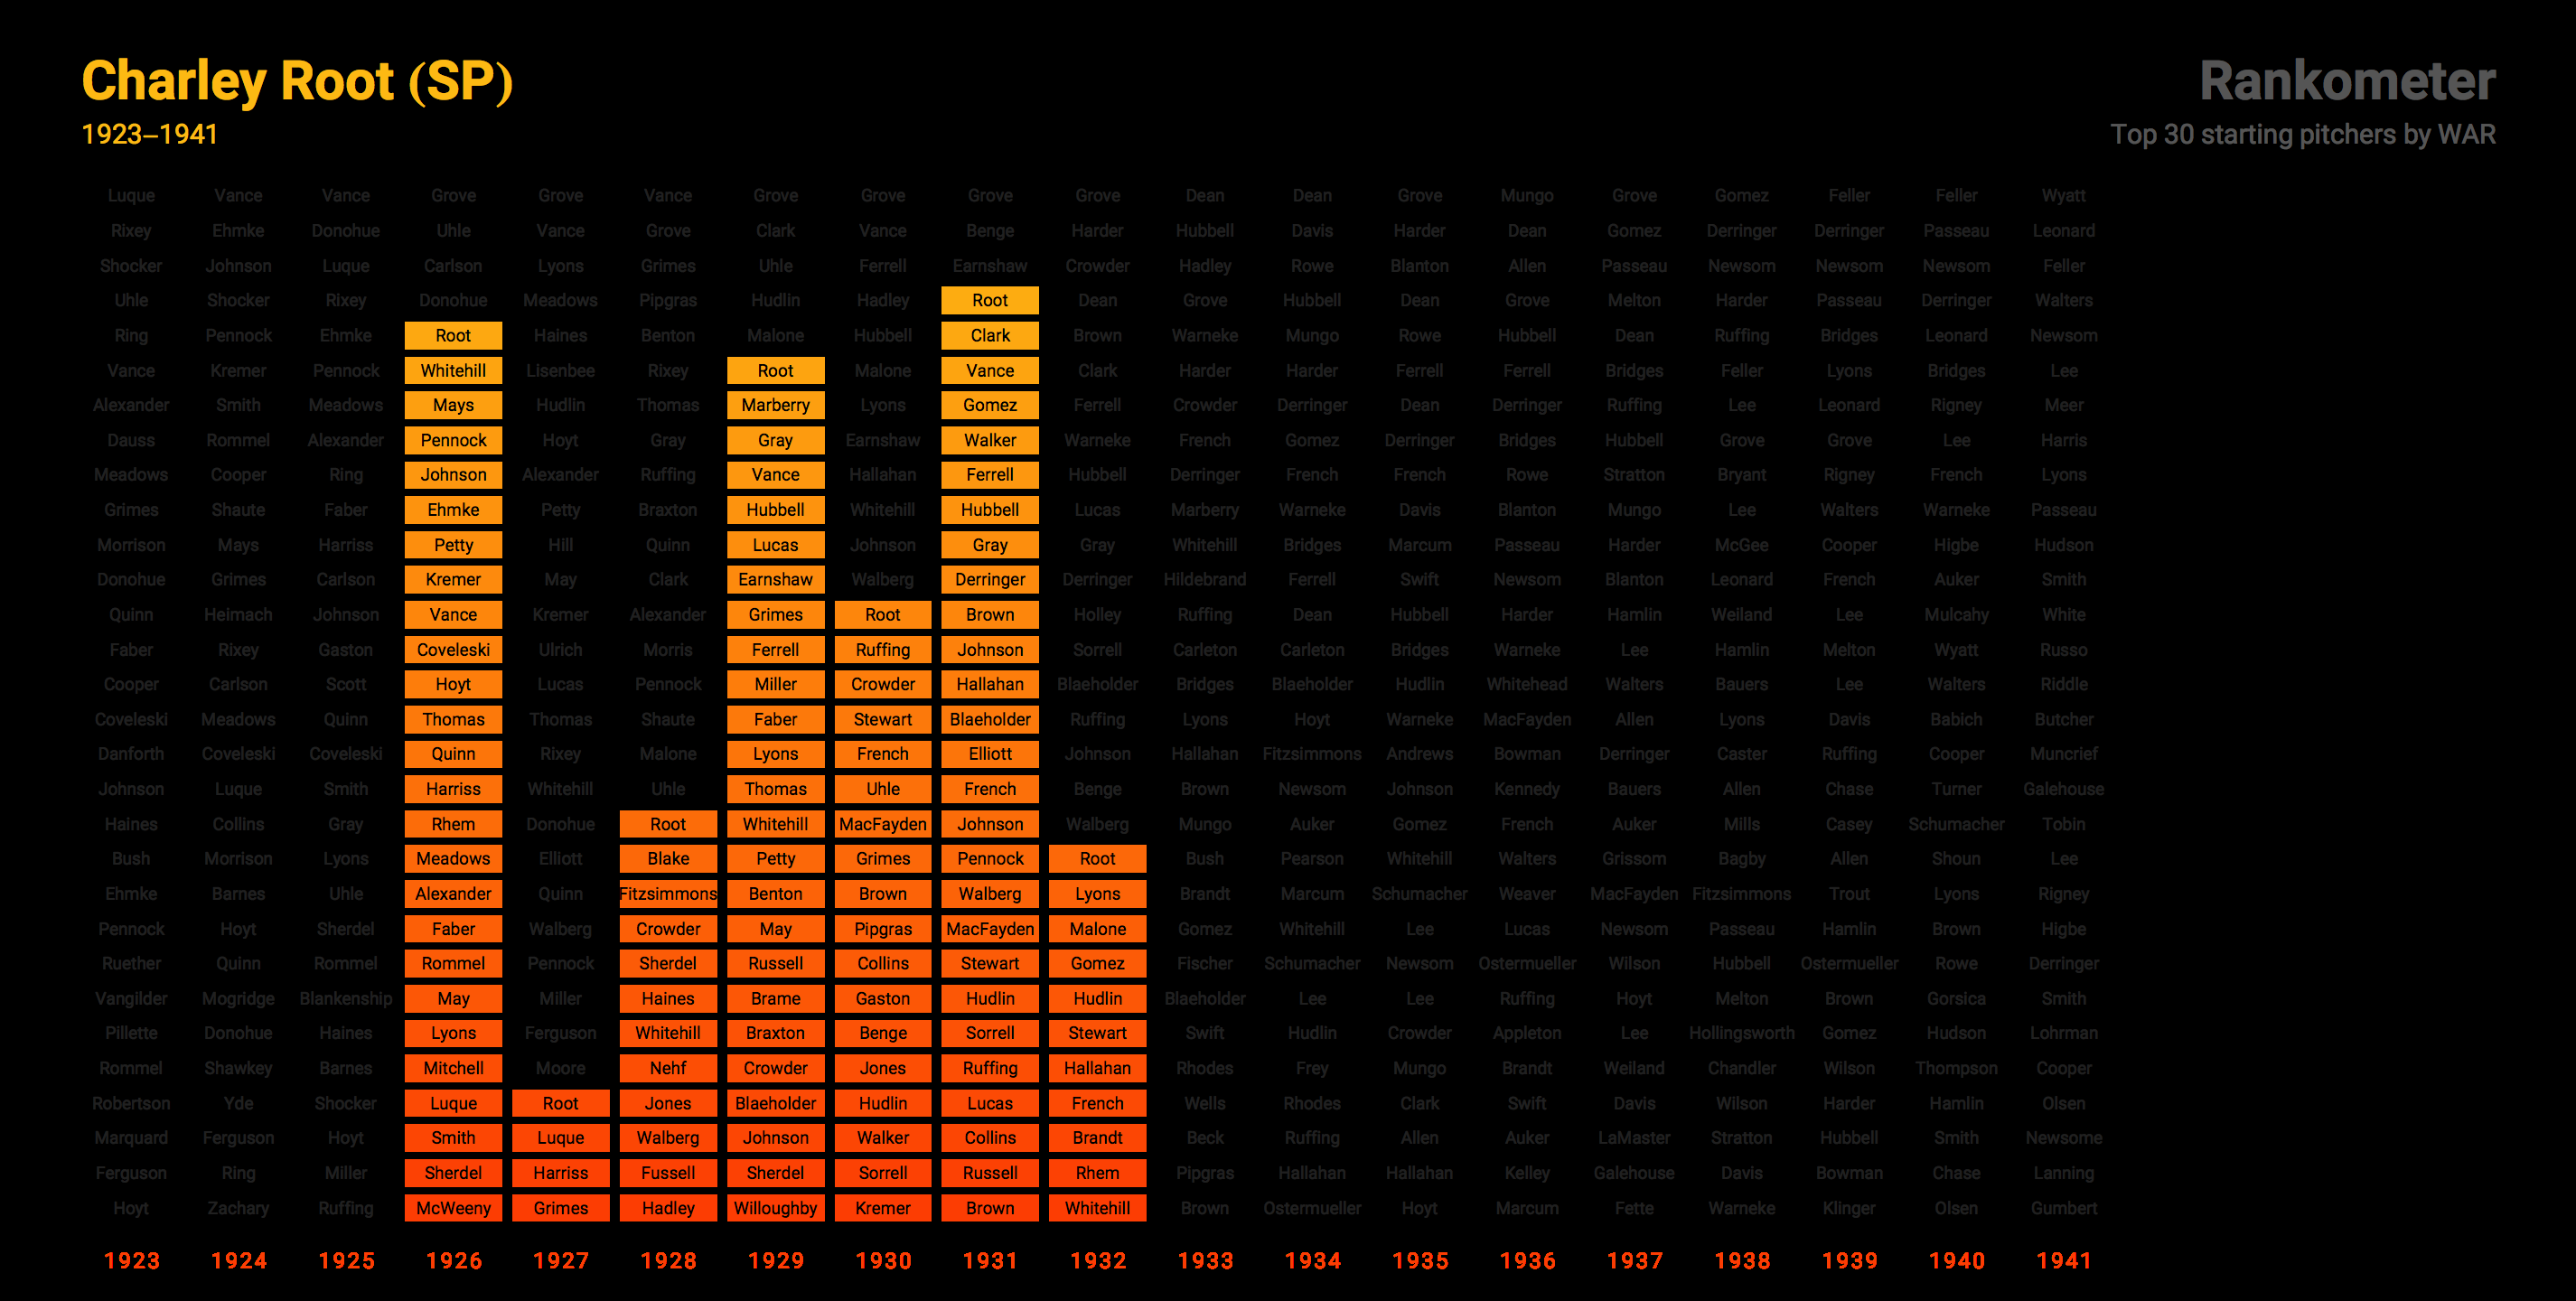 Charley Root (SP) Rankometer
1923–1941 Top 30 starting pitchers by WAR
Luque Vance Vance Grove Grove Vance Grove Grove Grove Grove Dean Dean Grove Mungo Grove Gomez Feller Feller Wyatt
Rixey Ehmke Donohue Uhle Vance Grove Clark Vance Benge Harder Hubbell Davis Harder Dean Gomez Derringer Derringer Passeau Leonard
Shocker Johnson Luque Carlson Lyons Grimes Uhle Ferrell Earnshaw Crowder Hadley Rowe Blanton Allen Passeau Newsom Newsom Newsom Feller
Uhle Shocker Rixey Donohue Meadows Pipgras Hudlin Hadley Root Dean Grove Hubbell Dean Grove Melton Harder Passeau Derringer Walters
Ring Pennock Ehmke Root Haines Benton Malone Hubbell Clark Brown Warneke Mungo Rowe Hubbell Dean Ruffing Bridges Leonard Newsom
Vance Kremer Pennock Whitehill Lisenbee Rixey Root Malone Vance Clark Harder Harder Ferrell Ferrell Bridges Feller Lyons Bridges Lee
Alexander Smith Meadows Mays Hudlin Thomas Marberry Lyons Gomez Ferrell Crowder Derringer Dean Derringer Ruffing Lee Leonard Rigney Meer
Dauss Rommel Alexander Pennock Hoyt Gray Gray Earnshaw Walker Warneke French Gomez Derringer Bridges Hubbell Grove Grove Lee Harris
Meadows Cooper Ring Johnson Alexander Ruffing Vance Hallahan Ferrell Hubbell Derringer French French Rowe Stratton Bryant Rigney French Lyons
Grimes Shaute Faber Ehmke Petty Braxton Hubbell Whitehill Hubbell Lucas Marberry Warneke Davis Blanton Mungo Lee Walters Warneke Passeau
Morrison Mays Harriss Petty Hill Quinn Lucas Johnson Gray Gray Whitehill Bridges Marcum Passeau Harder McGee Cooper Higbe Hudson
Donohue Grimes Carlson Kremer May Clark Earnshaw Walberg Derringer Derringer Hildebrand Ferrell Swift Newsom Blanton Leonard French Auker Smith
Quinn Heimach Johnson Vance Kremer Alexander Grimes Root Brown Holley Ruffing Dean Hubbell Harder Hamlin Weiland Lee Mulcahy White
Faber Rixey Gaston Coveleski Ulrich Morris Ferrell Ruffing Johnson Sorrell Carleton Carleton Bridges Warneke Lee Hamlin Melton Wyatt Russo
Cooper Carlson Scott Hoyt Lucas Pennock Miller Crowder Hallahan Blaeholder Bridges Blaeholder Hudlin Whitehead Walters Bauers Lee Walters Riddle
Coveleski Meadows Quinn Thomas Thomas Shaute Faber Stewart Blaeholder Ruffing Lyons Hoyt Warneke MacFayden Allen Lyons Davis Babich Butcher
Danforth Coveleski Coveleski Quinn Rixey Malone Lyons French Elliott Johnson Hallahan Fitzsimmons Andrews Bowman Derringer Caster Ruffing Cooper Muncrief
Johnson Luque Smith Harriss Whitehill Uhle Thomas Uhle French Benge Brown Newsom Johnson Kennedy Bauers Allen Chase Turner Galehouse
Haines Collins Gray Rhem Donohue Root Whitehill MacFayden Johnson Walberg Mungo Auker Gomez French Auker Mills Casey Schumacher Tobin
Bush Morrison Lyons Meadows Elliott Blake Petty Grimes Pennock Root Bush Pearson Whitehill Walters Grissom Bagby Allen Shoun Lee
Ehmke Barnes Uhle Alexander Quinn Fitzsimmons Benton Brown Walberg Lyons Brandt Marcum Schumacher Weaver MacFayden Fitzsimmons Trout Lyons Rigney
Pennock Hoyt Sherdel Faber Walberg Crowder May Pipgras MacFayden Malone Gomez Whitehill Lee Lucas Newsom Passeau Hamlin Brown Higbe
Ruether Quinn Rommel Rommel Pennock Sherdel Russell Collins Stewart Gomez Fischer Schumacher Newsom Ostermueller Wilson Hubbell Ostermueller Rowe Derringer
Vangilder Mogridge Blankenship May Miller Haines Brame Gaston Hudlin Hudlin Blaeholder Lee Lee Ruffing Hoyt Melton Brown Gorsica Smith
Pillette Donohue Haines Lyons Ferguson Whitehill Braxton Benge Sorrell Stewart Swift Hudlin Crowder Appleton Lee Hollingsworth Gomez Hudson Lohrman
Rommel Shawkey Barnes Mitchell Moore Nehf Crowder Jones Ruffing Hallahan Rhodes Frey Mungo Brandt Weiland Chandler Wilson Thompson Cooper
Robertson Yde Shocker Luque Root Jones Blaeholder Hudlin Lucas French Wells Rhodes Clark Swift Davis Wilson Harder Hamlin Olsen
Marquard Ferguson Hoyt Smith Luque Walberg Johnson Walker Collins Brandt Beck Ruffing Allen Auker LaMaster Stratton Hubbell Smith Newsome
Ferguson Ring Miller Sherdel Harriss Fussell Sherdel Sorrell Russell Rhem Pipgras Hallahan Hallahan Kelley Galehouse Davis Bowman Chase Lanning
Hoyt Zachary Ruffing McWeeny Grimes Hadley Willoughby Kremer Brown Whitehill Brown Ostermueller Hoyt Marcum Fette Warneke Klinger Olsen Gumbert
1923 1924 1925 1926 1927 1928 1929 1930 1931 1932 1933 1934 1935 1936 1937 1938 1939 1940 1941